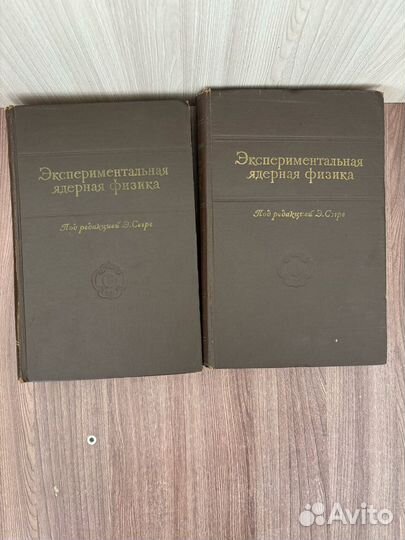 Экспериментальная
ядерная физика
Под редакцией Э. Сегре
Экспериментальная
ядерная физика
Под редакцией Э. Сегре
Avito